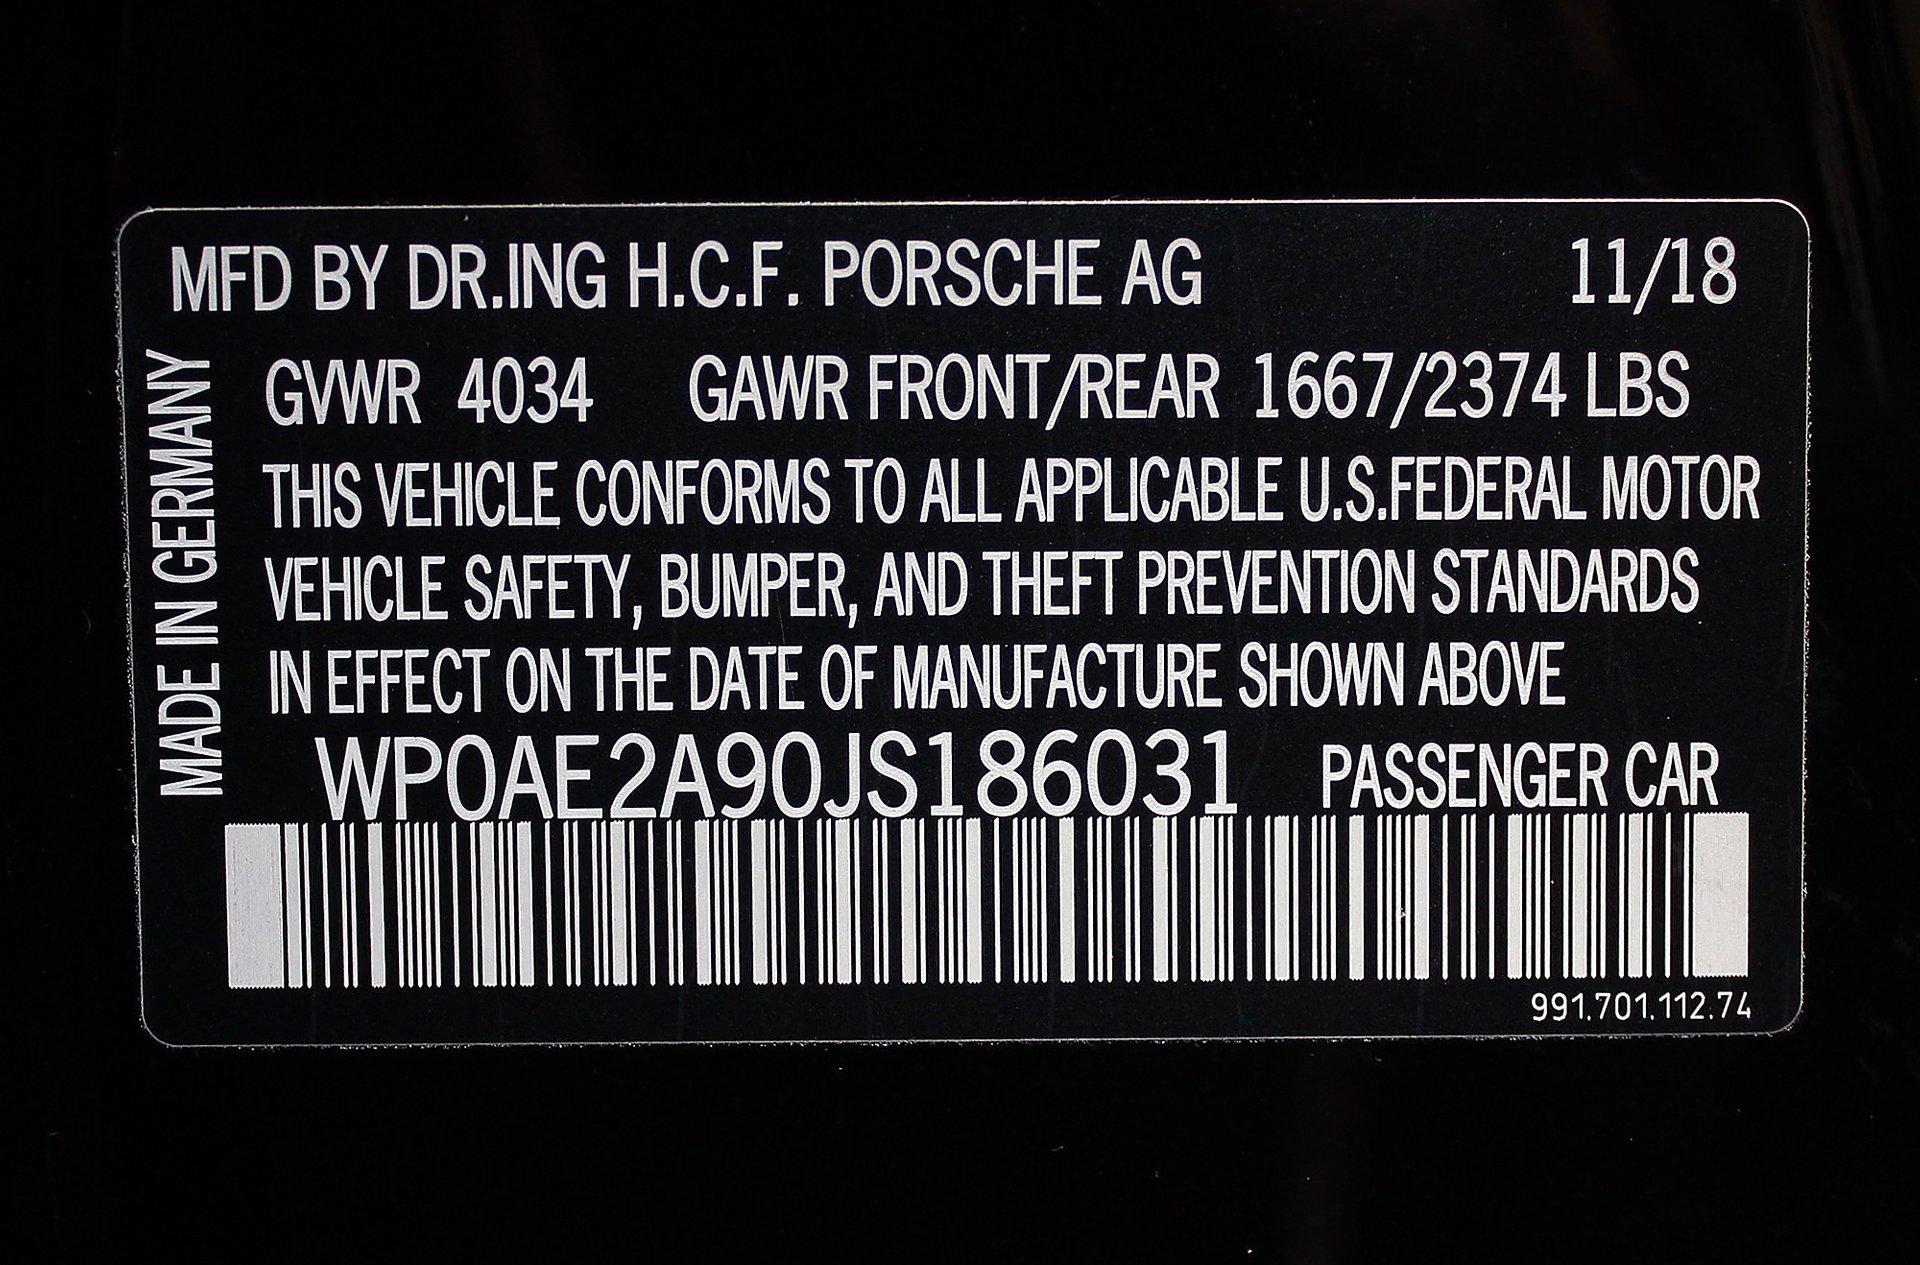 MFD BY DR.ING H.C.F. PORSCHE AG 11/18
GVWR 4034 GAWR FRONT/REAR 1667/2374 LBS
THIS VEHICLE CONFORMS TO ALL APPLICABLE U.S.FEDERAL MOTOR
VEHICLE SAFETY, BUMPER, AND THEFT PREVENTION STANDARDS
IN EFFECT ON THE DATE OF MANUFACTURE SHOWN ABOVE
WP0AE2A90JS186031 PASSENGER CAR
991.701.112.74
MADE IN GERMANY